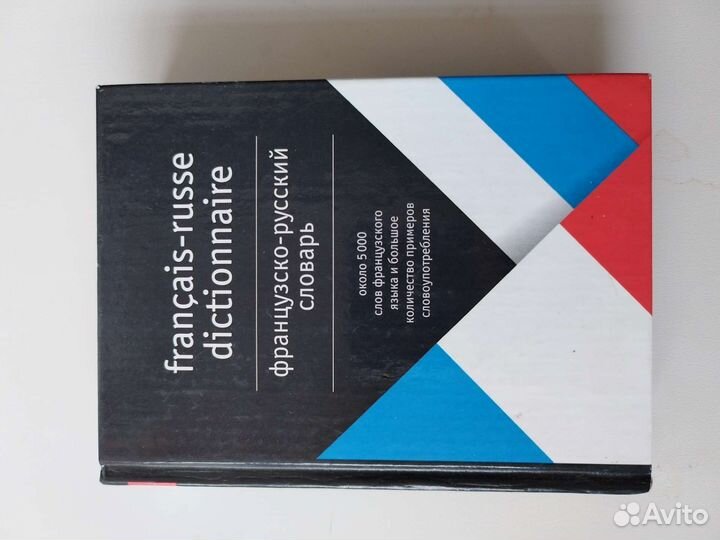 français-russe
dictionnaire
французско-русский
словарь
около 5 000
слов французского
языка и большое
количество примеров
словоупотребления
Avito